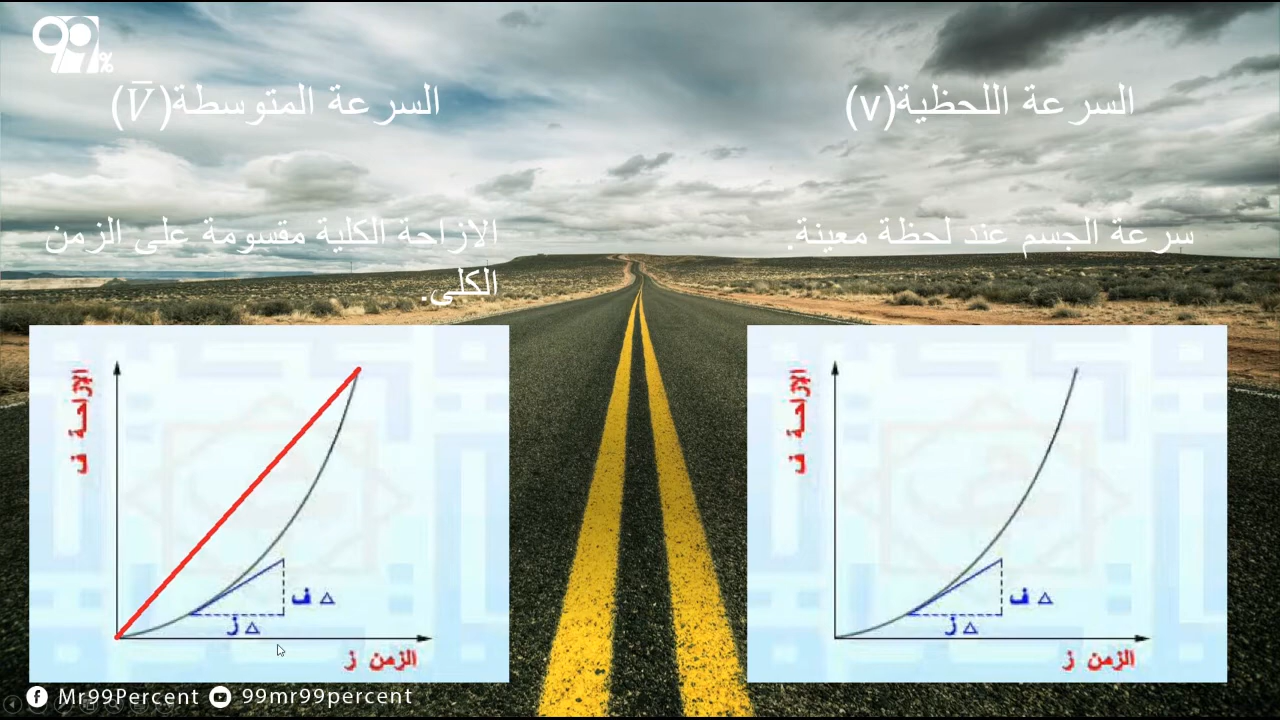 99%
السرعة اللحظية(v)
سرعة الجسم عند لحظة معينة.
الإزاحة ف
Δ ف
Δ ز
الزمن ز
السرعة المتوسطة(V̅)
الازاحة الكلية مقسومة على الزمن
الكلي.
الإزاحة ف
Δ ف
Δ ز
الزمن ز
Mr99Percent 99mr99percent